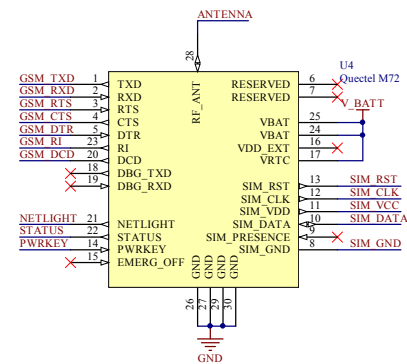 ANTENNA
28
U4
Quectel M72
GSM_TXD 1 TXD RF_ANT RESERVED 6
GSM_RXD 2 RXD RESERVED 7
GSM_RTS 3 RTS V_BATT
GSM_CTS 4 CTS VBAT 25
GSM_DTR 5 DTR VBAT 24
GSM_RI 23 RI VDD_EXT 16
GSM_DCD 20 DCD VRTC 17
18 DBG_TXD
19 DBG_RXD SIM_RST 13 SIM_RST
SIM_CLK 12 SIM_CLK
SIM_VDD 11 SIM_VCC
NETLIGHT 21 NETLIGHT SIM_DATA 10 SIM_DATA
STATUS 22 STATUS SIM_PRESENCE 9
PWRKEY 14 PWRKEY SIM_GND 8 SIM_GND
15 EMERG_OFF
GND GND GND GND
26 27 29 30
GND